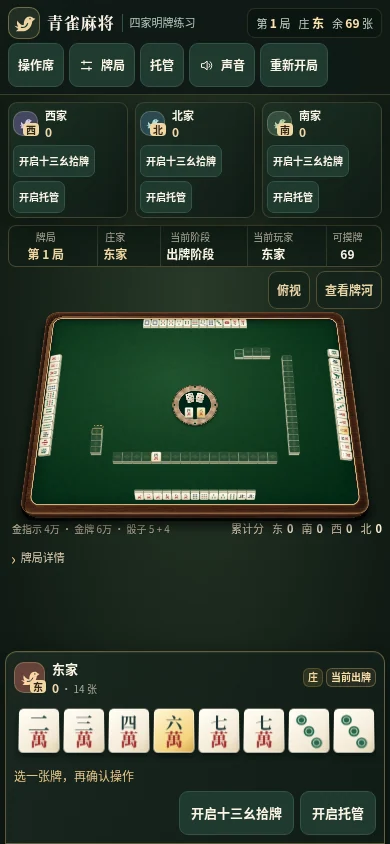 青雀麻将 四家明牌练习 第 1 局 庄 东 余 69 张
操作席 牌局 托管 声音 重新开局
西家 北家 南家
西 0 北 0 南 0
开启十三幺拾牌 开启十三幺拾牌 开启十三幺拾牌
开启托管 开启托管 开启托管
牌局 庄家 当前阶段 当前玩家 可摸牌
第 1 局 东家 出牌阶段 东家 69
俯视 查看牌河
金指示 4万 · 金牌 6万 · 骰子 5 + 4 累计分 东 0 南 0 西 0 北 0
› 牌局详情
东家
东 0 · 14 张 庄 当前出牌
二 三 四 六 七 七
萬 萬 萬 萬 萬 萬
选一张牌，再确认操作
开启十三幺拾牌 开启托管